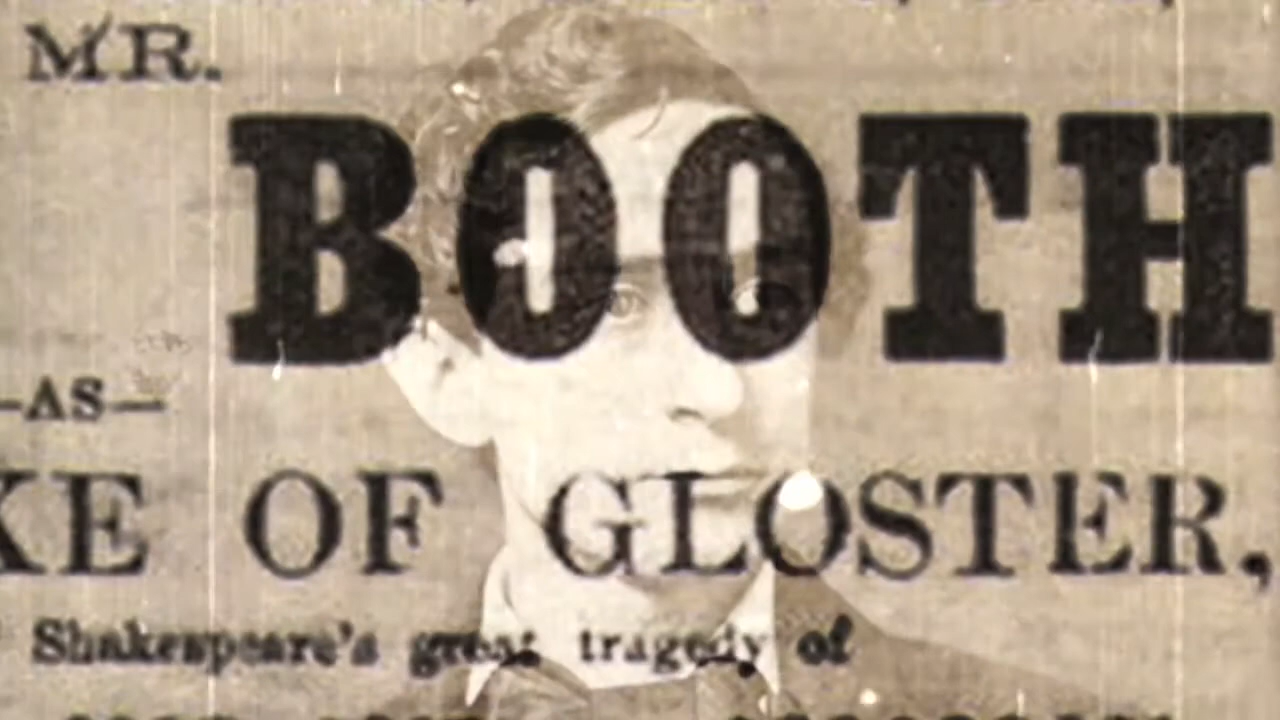 MR.
BOOTH
—AS—
KE OF GLOSTER,
Shakespeare's great tragedy of